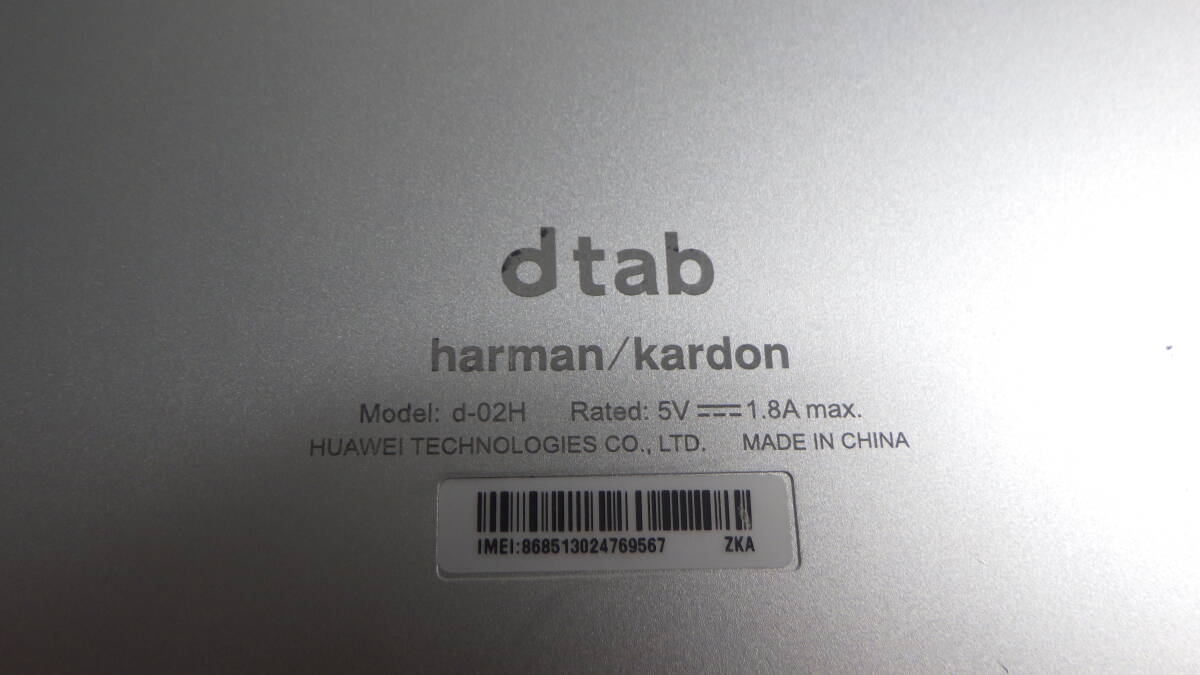 dtab
harman/kardon
Model: d-02H Rated: 5V ⎓ 1.8A max.
HUAWEI TECHNOLOGIES CO., LTD. MADE IN CHINA
IMEI:868513024769567 ZKA